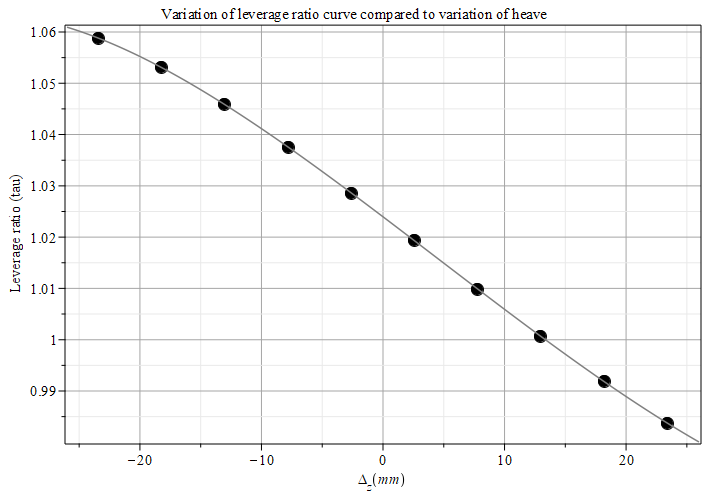 Variation of leverage ratio curve compared to variation of heave
1.06
1.05
1.04
1.03
1.02
1.01
1
0.99
Leverage ratio (tau)
−20 −10 0 10 20
Δ (mm)